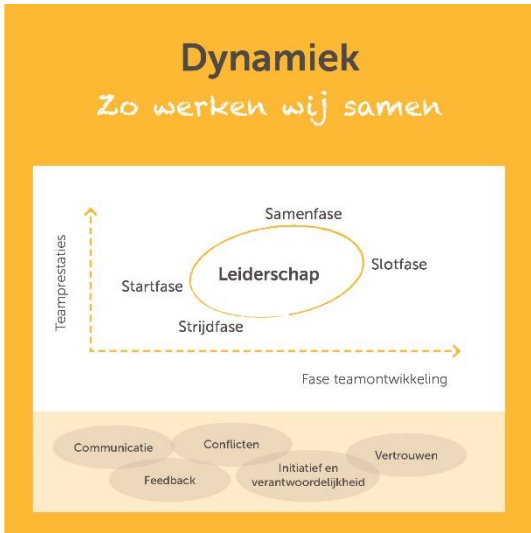 Dynamiek
Zo werken wij samen
Teamprestaties
Samenfase
Leiderschap
Slotfase
Startfase
Strijdfase
Fase teamontwikkeling
Communicatie
Conflicten
Vertrouwen
Feedback
Initiatief en
verantwoordelijkheid